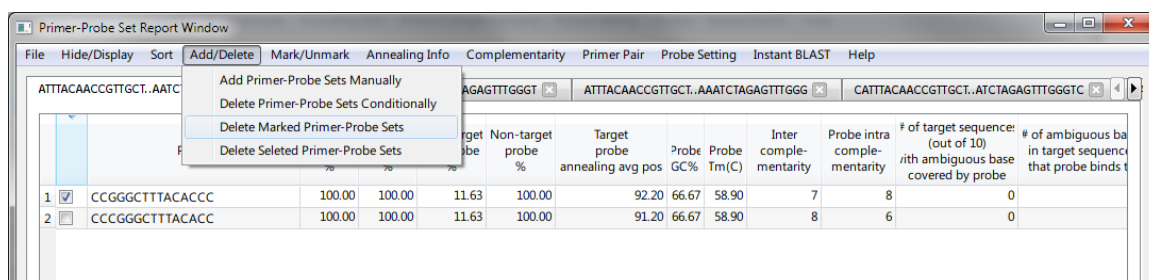 Primer-Probe Set Report Window
File Hide/Display Sort Add/Delete Mark/Unmark Annealing Info Complementarity Primer Pair Probe Setting Instant BLAST Help
ATTTACAACCGTTGCT..AATC AGAGTTTGGGT ATTTACAACCGTTGCT..AAATCTAGAGTTTGGG CATTTACAACCGTTGCT..ATCTAGAGTTTGGGTC
Add Primer-Probe Sets Manually
Delete Primer-Probe Sets Conditionally
Delete Marked Primer-Probe Sets
Delete Seleted Primer-Probe Sets
rget Non-target Target Inter Probe intra # of target sequences # of ambiguous ba
obe probe probe Probe Probe comple- comple- (out of 10) in target sequence
% % % % annealing avg pos GC% Tm(C) mentarity mentarity with ambiguous base that probe binds t
covered by probe
1 CCGGGCTTTACACCC 100.00 100.00 11.63 100.00 92.20 66.67 58.90 7 8 0
2 CCCGGGCTTTACACC 100.00 100.00 11.63 100.00 91.20 66.67 58.90 8 6 0